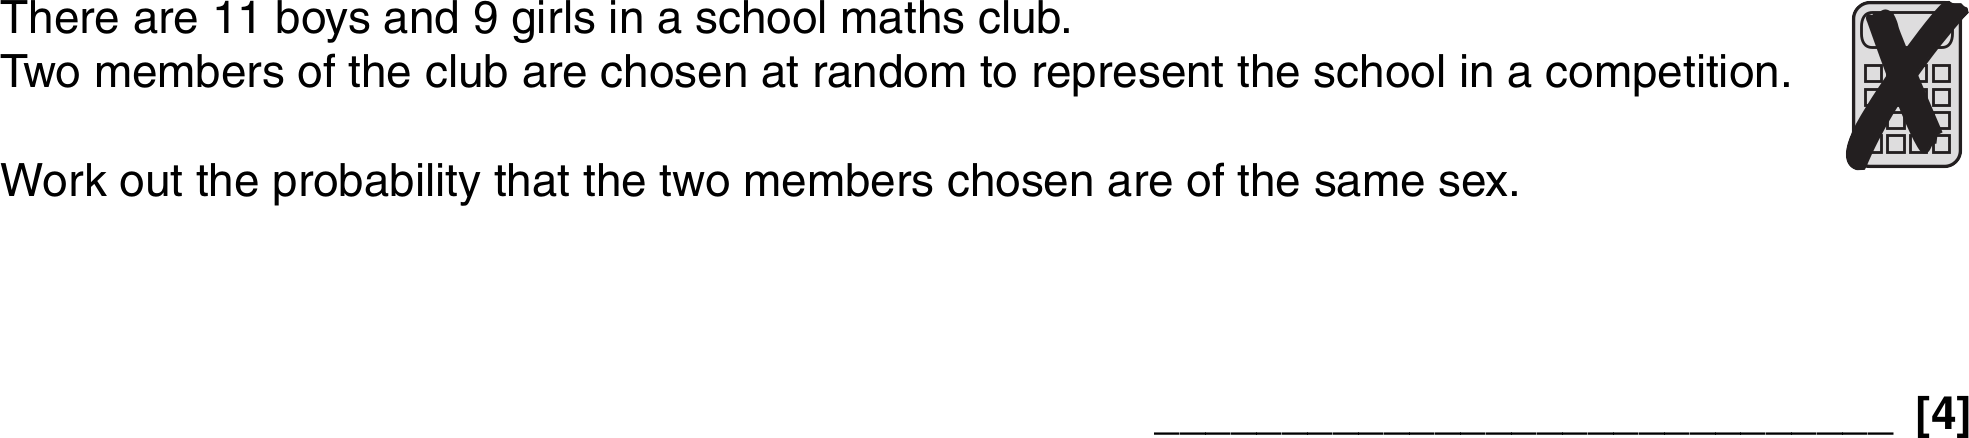 There are 11 boys and 9 girls in a school maths club.
Two members of the club are chosen at random to represent the school in a competition.
Work out the probability that the two members chosen are of the same sex.
______________________________ [4]